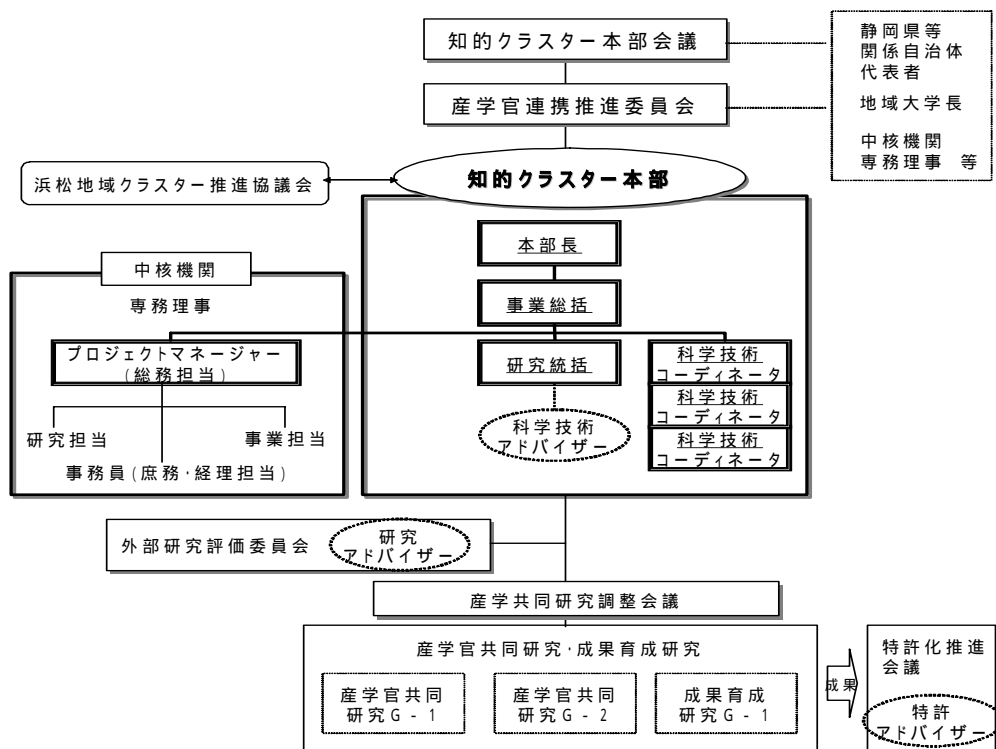 知的クラスター本部会議
静岡県等
関係自治体
代表者
地域大学長
中核機関
専務理事 等
産学官連携推進委員会
浜松地域クラスター推進協議会
知的クラスター本部
本部長
事業総括
研究統括
科学技術
アドバイザー
科学技術
コーディネータ
科学技術
コーディネータ
科学技術
コーディネータ
中核機関
専務理事
プロジェクトマネージャー
(総務担当)
研究担当
事業担当
事務員(庶務・経理担当)
外部研究評価委員会
研究
アドバイザー
産学共同研究調整会議
産学官共同研究・成果育成研究
産学官共同
研究G-1
産学官共同
研究G-2
成果育成
研究G-1
成果
特許化推進
会議
特許
アドバイザー